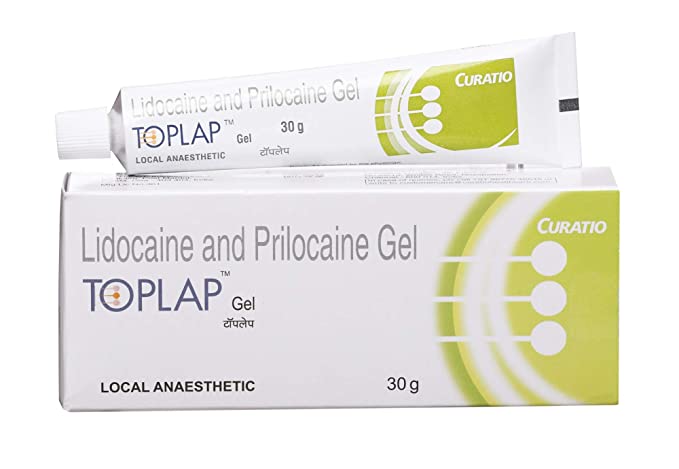 Lidocaine and Prilocaine Gel
CURATIO
TOPLAP™ Gel 30 g
LOCAL ANAESTHETIC टॉपलेप
Lidocaine and Prilocaine Gel
CURATIO
TOPLAP™ Gel
टॉपलेप
LOCAL ANAESTHETIC 30 g